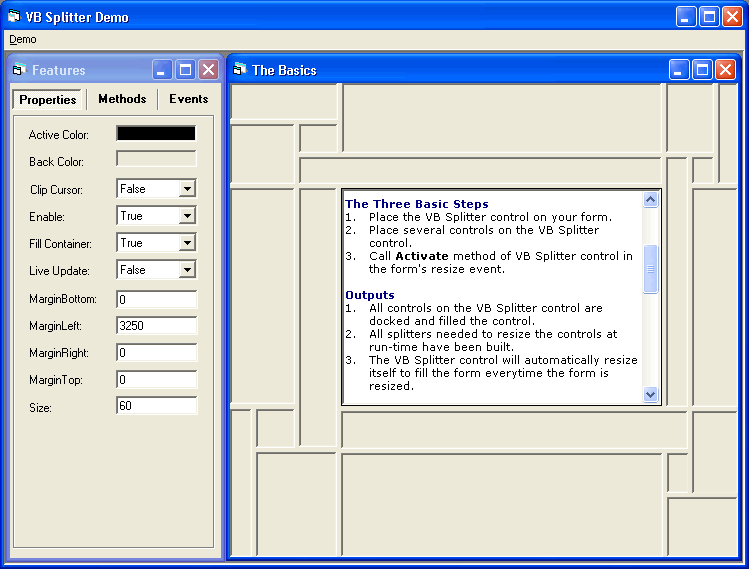 VB Splitter Demo
Demo
Features
Properties Methods Events
Active Color:
Back Color:
Clip Cursor: False
Enable: True
Fill Container: True
Live Update: False
MarginBottom: 0
MarginLeft: 3250
MarginRight: 0
MarginTop: 0
Size: 60
The Basics
The Three Basic Steps
1. Place the VB Splitter control on your form.
2. Place several controls on the VB Splitter
control.
3. Call Activate method of VB Splitter control in
the form's resize event.
Outputs
1. All controls on the VB Splitter control are
docked and filled the control.
2. All splitters needed to resize the controls at
run-time have been built.
3. The VB Splitter control will automatically resize
itself to fill the form everytime the form is
resized.